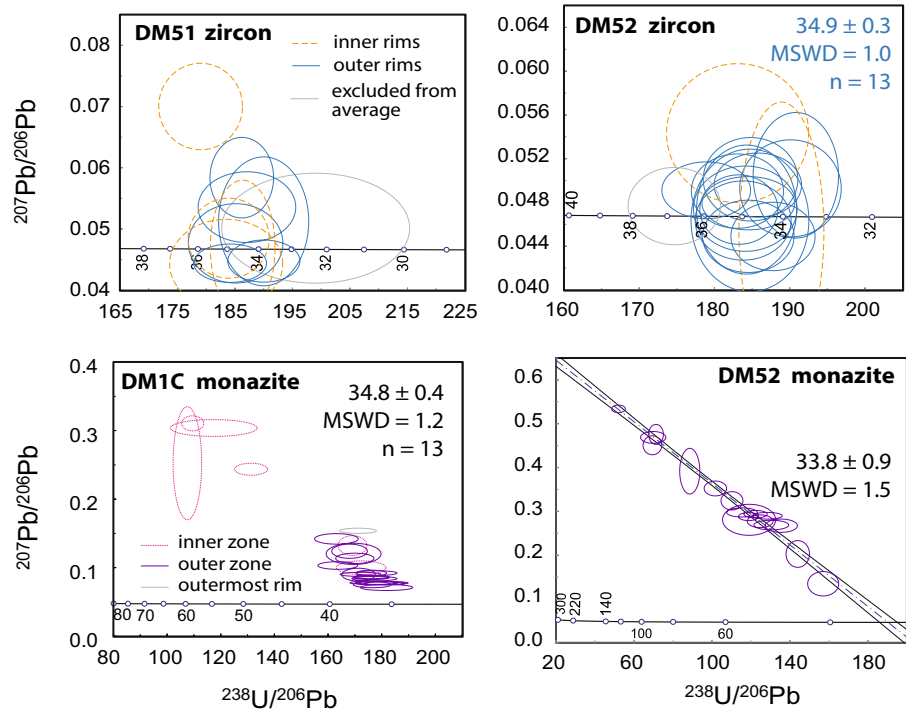 DM51 zircon
inner rims
outer rims
excluded from
average
0.08
0.07
0.06
0.05
0.04
²⁰⁷Pb/²⁰⁶Pb
38
36
34
32
30
165
175
185
195
205
215
225
DM52 zircon
34.9 ± 0.3
MSWD = 1.0
n = 13
0.064
0.060
0.056
0.052
0.048
0.044
0.040
40
38
36
34
32
160
170
180
190
200
DM1C monazite
34.8 ± 0.4
MSWD = 1.2
n = 13
inner zone
outer zone
outermost rim
0.4
0.3
0.2
0.1
0.0
²⁰⁷Pb/²⁰⁶Pb
80
70
60
50
40
80
100
120
140
160
180
200
²³⁸U/²⁰⁶Pb
DM52 monazite
33.8 ± 0.9
MSWD = 1.5
0.6
0.5
0.4
0.3
0.2
0.1
0.0
300
220
140
100
60
20
60
100
140
180
²³⁸U/²⁰⁶Pb